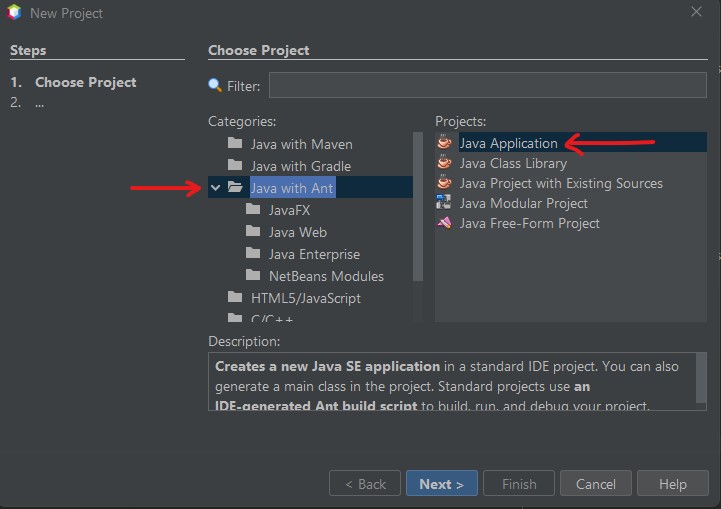 New Project
Steps
1. Choose Project
2. ...
Choose Project
Filter:
Categories:
Java with Maven
Java with Gradle
Java with Ant
JavaFX
Java Web
Java Enterprise
NetBeans Modules
HTML5/JavaScript
C/C++
Projects:
Java Application
Java Class Library
Java Project with Existing Sources
Java Modular Project
Java Free-Form Project
Description:
Creates a new Java SE application in a standard IDE project. You can also
generate a main class in the project. Standard projects use an
IDE-generated Ant build script to build, run, and debug your project.
< Back
Next >
Finish
Cancel
Help